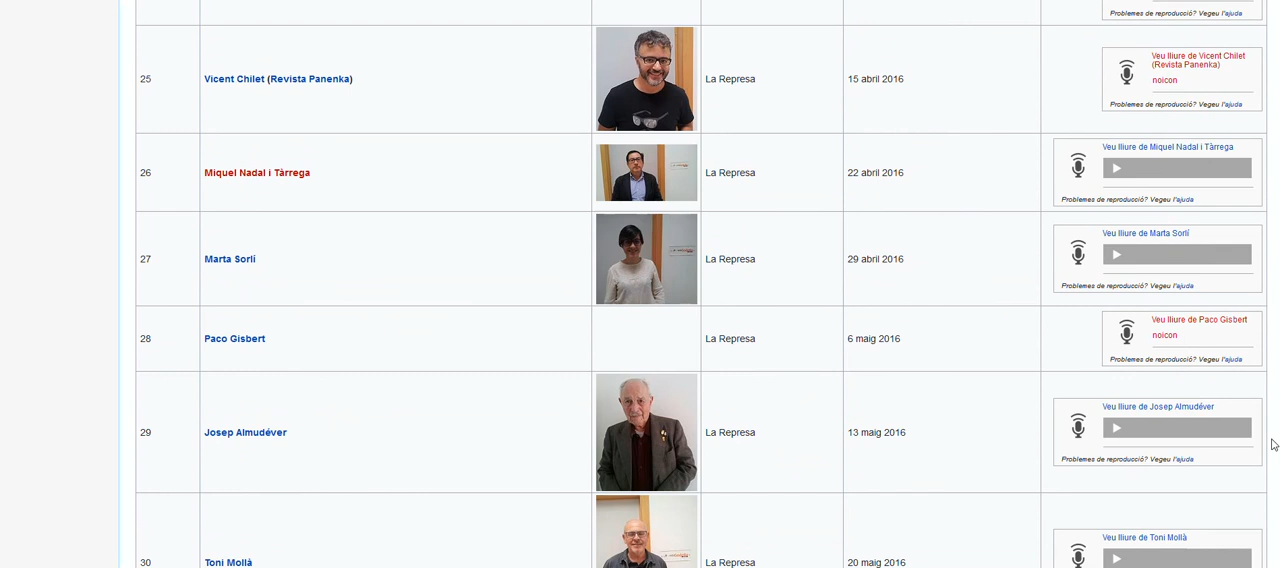 Problemes de reproducció? Vegeu l'ajuda
25
Vicent Chilet (Revista Panenka)
La Represa
15 abril 2016
Veu lliure de Vicent Chilet
(Revista Panenka)
noicon
Problemes de reproducció? Vegeu l'ajuda
26
Miquel Nadal i Tàrrega
La Represa
22 abril 2016
Veu lliure de Miquel Nadal i Tàrrega
Problemes de reproducció? Vegeu l'ajuda
27
Marta Sorlí
La Represa
29 abril 2016
Veu lliure de Marta Sorlí
Problemes de reproducció? Vegeu l'ajuda
28
Paco Gisbert
La Represa
6 maig 2016
Veu lliure de Paco Gisbert
noicon
Problemes de reproducció? Vegeu l'ajuda
29
Josep Almudéver
La Represa
13 maig 2016
Veu lliure de Josep Almudéver
Problemes de reproducció? Vegeu l'ajuda
30
Toni Mollà
La Represa
20 maig 2016
Veu lliure de Toni Mollà